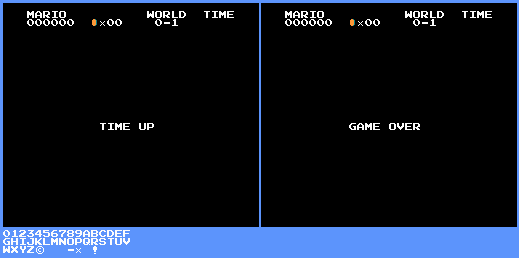 MARIO WORLD TIME
000000 ×00 0-1
TIME UP
MARIO WORLD TIME
000000 ×00 0-1
GAME OVER
0123456789ABCDEF
GHIJKLMNOPQRSTUV
WXYZ© -× !